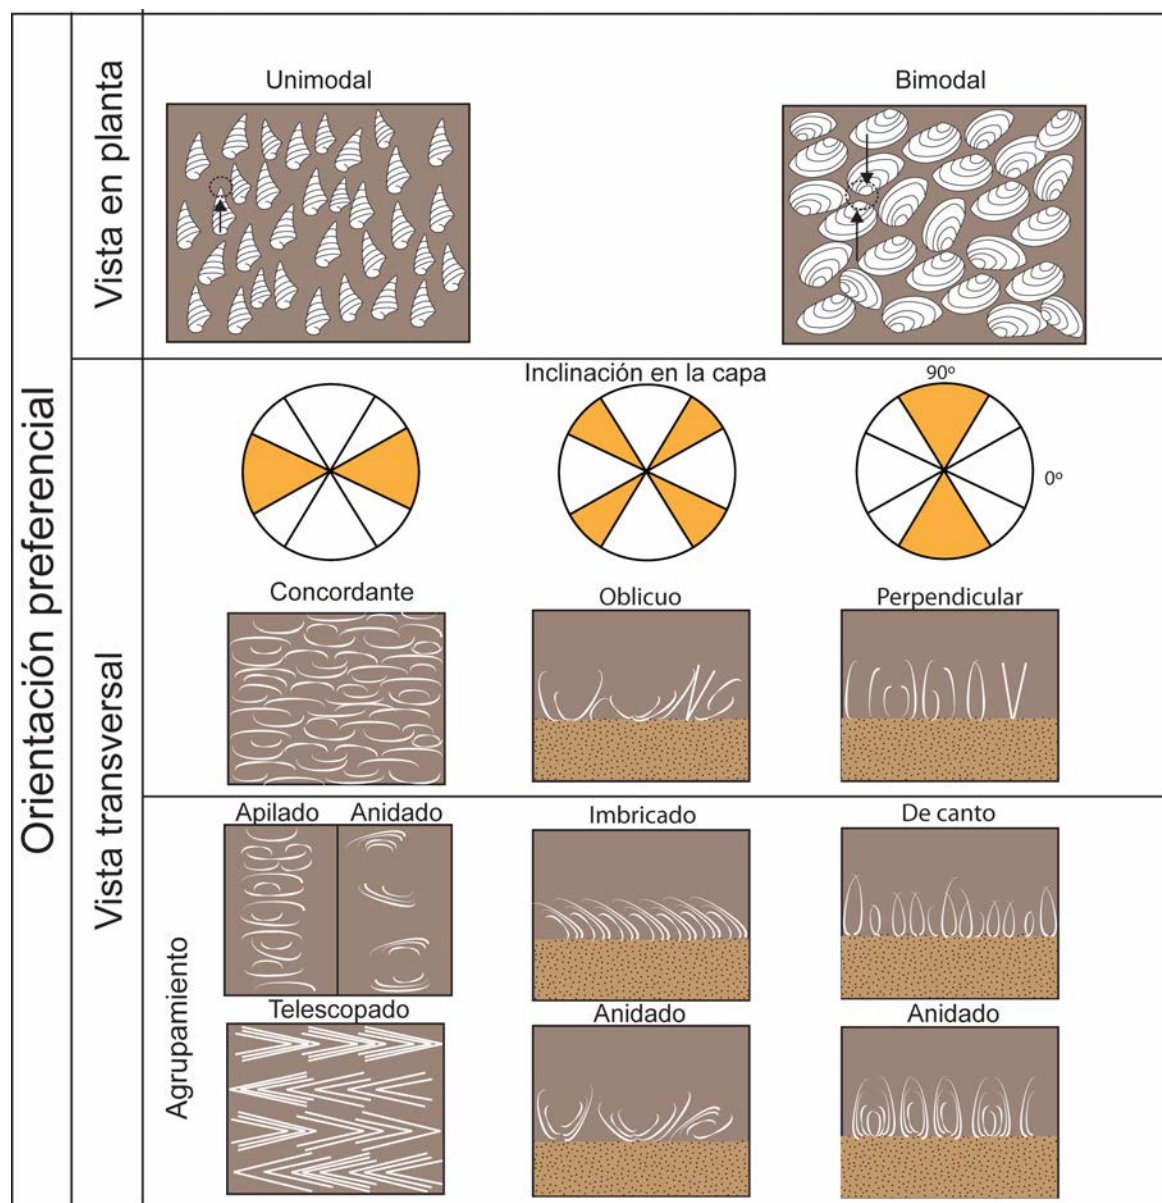 Orientación preferencial
Vista en planta
Unimodal
Bimodal
Vista transversal
Inclinación en la capa
90º
0º
Concordante
Oblicuo
Perpendicular
Agrupamiento
Apilado
Anidado
Imbricado
De canto
Telescopado
Anidado
Anidado